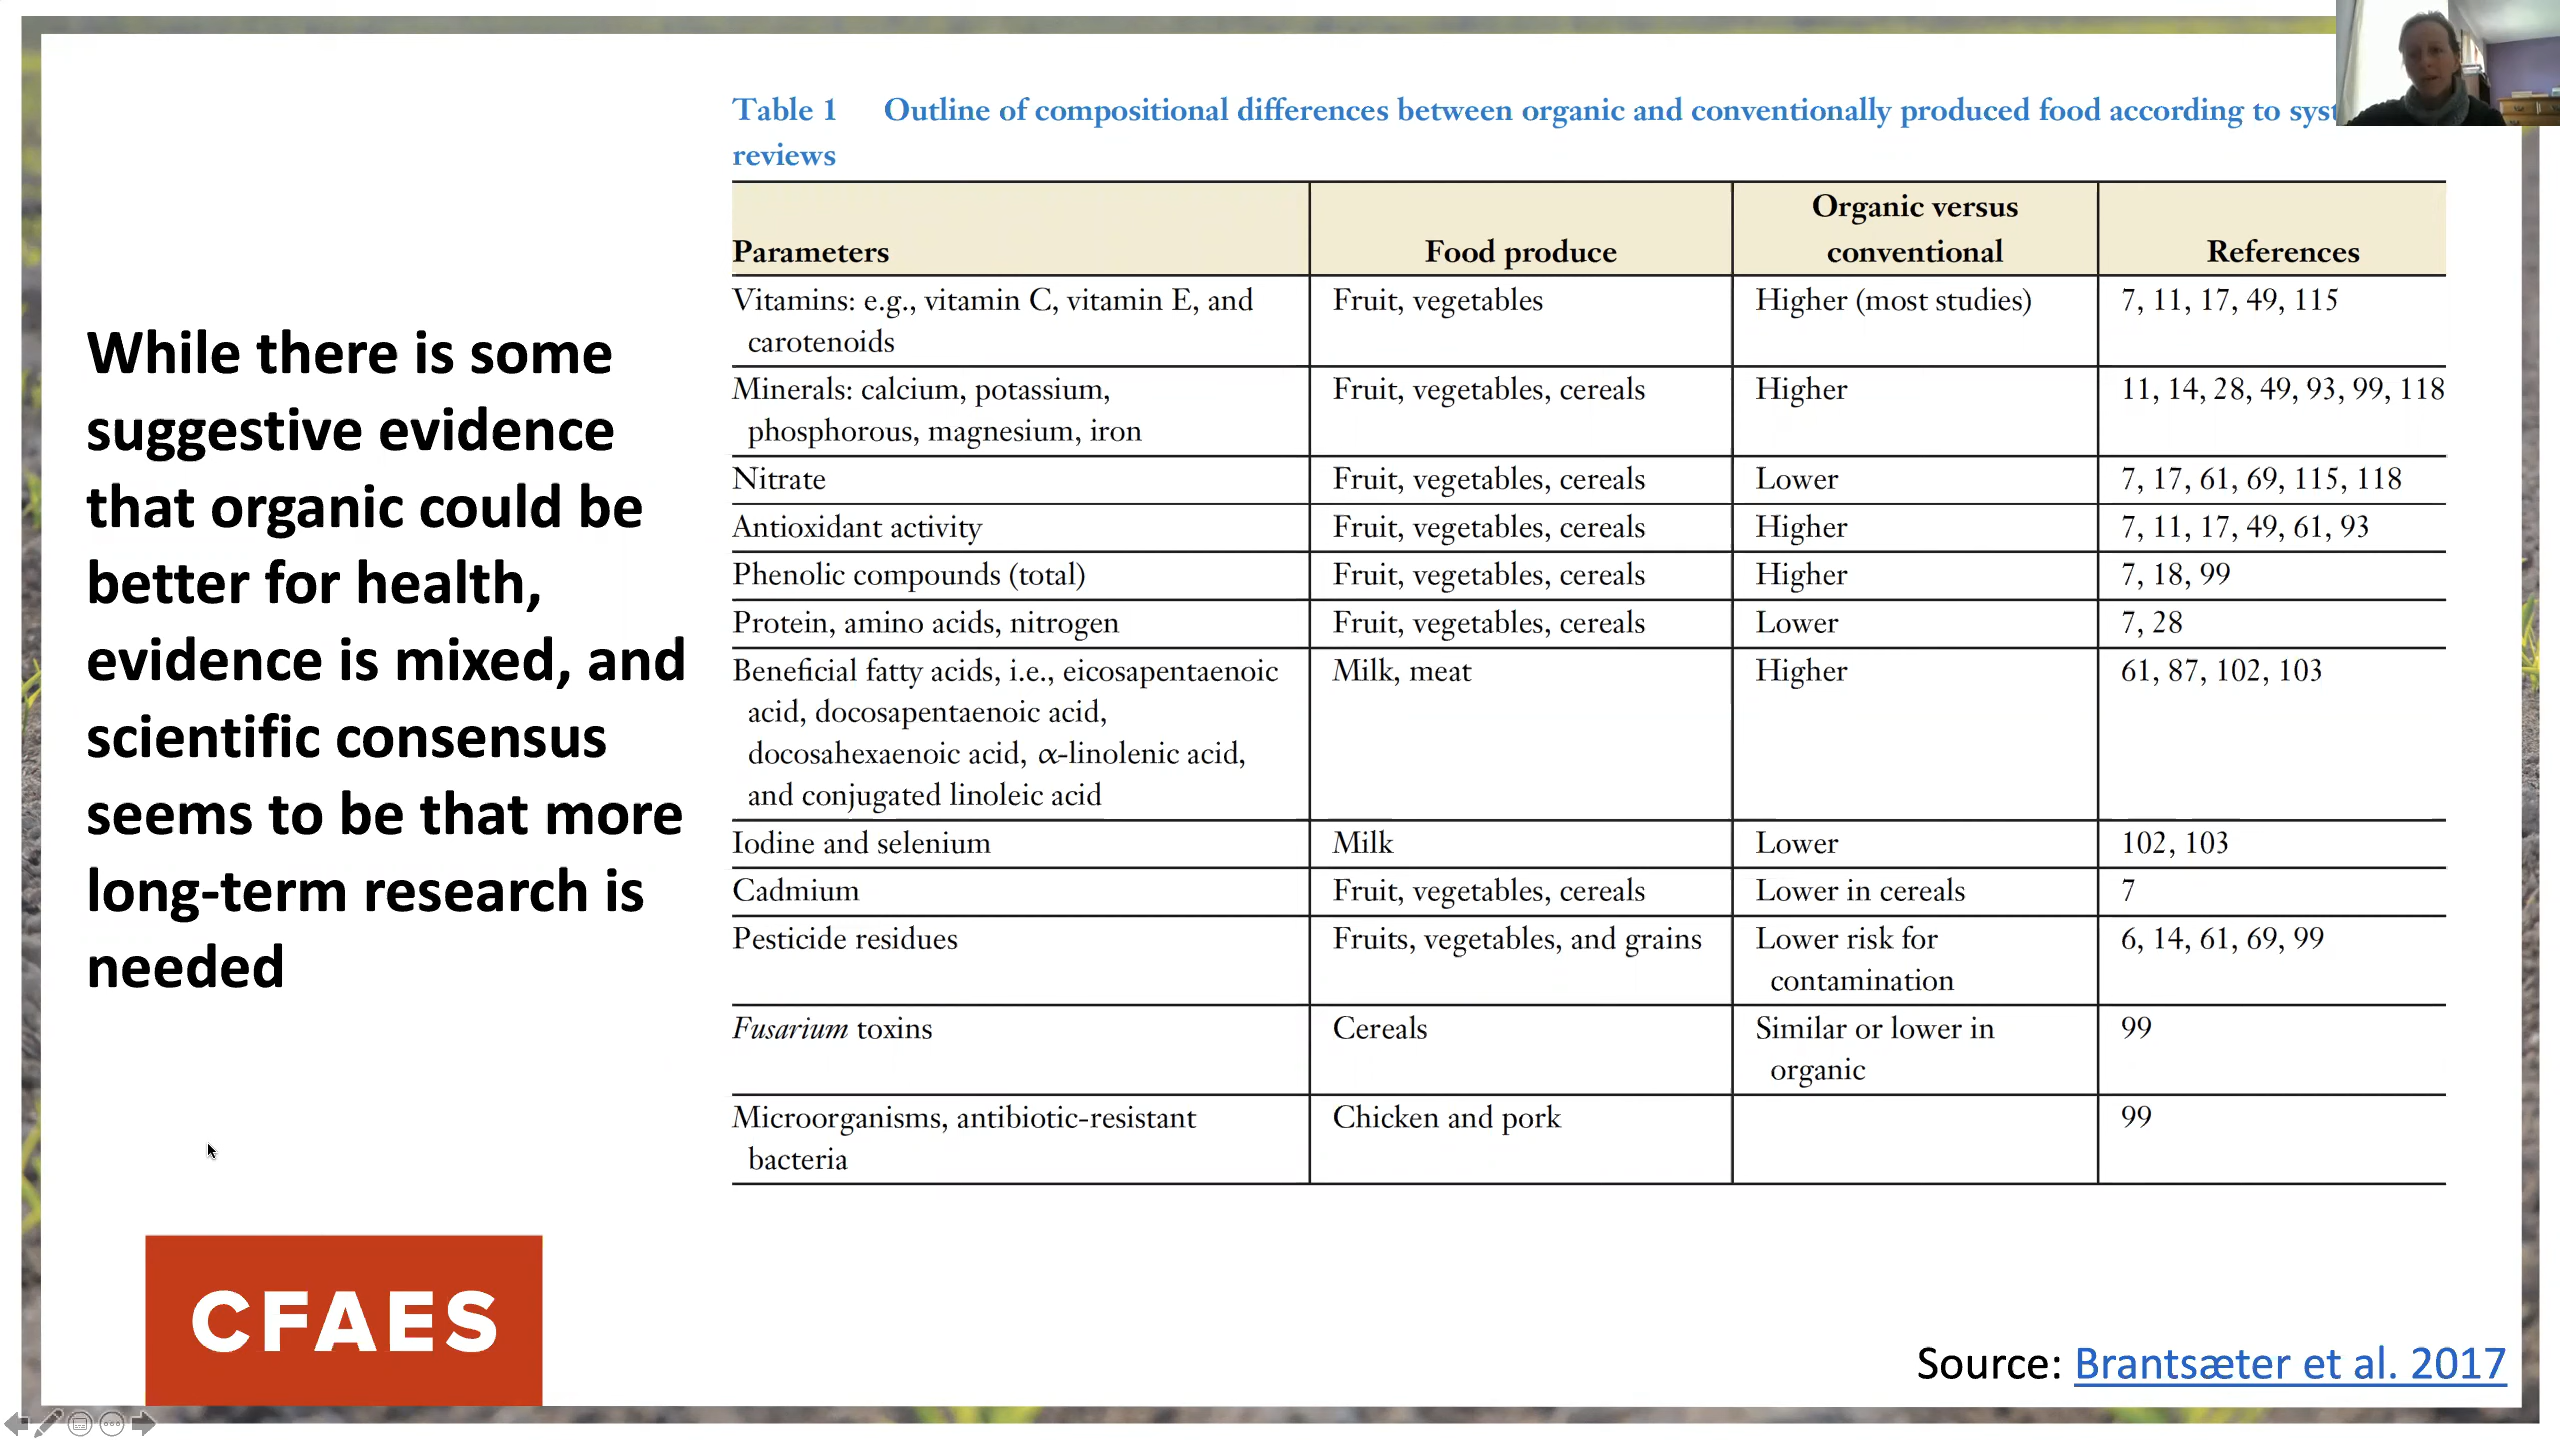 While there is some
suggestive evidence
that organic could be
better for health,
evidence is mixed, and
scientific consensus
seems to be that more
long-term research is
needed
CFAES
Table 1 Outline of compositional differences between organic and conventionally produced food according to
reviews
Parameters Food produce Organic versus conventional References
Vitamins: e.g., vitamin C, vitamin E, and Fruit, vegetables Higher (most studies) 7, 11, 17, 49, 115
carotenoids
Minerals: calcium, potassium, Fruit, vegetables, cereals Higher 11, 14, 28, 49, 93, 99, 118
phosphorous, magnesium, iron
Nitrate Fruit, vegetables, cereals Lower 7, 17, 61, 69, 115, 118
Antioxidant activity Fruit, vegetables, cereals Higher 7, 11, 17, 49, 61, 93
Phenolic compounds (total) Fruit, vegetables, cereals Higher 7, 18, 99
Protein, amino acids, nitrogen Fruit, vegetables, cereals Lower 7, 28
Beneficial fatty acids, i.e., eicosapentaenoic Milk, meat Higher 61, 87, 102, 103
acid, docosapentaenoic acid,
docosahexaenoic acid, α-linolenic acid,
and conjugated linoleic acid
Iodine and selenium Milk Lower 102, 103
Cadmium Fruit, vegetables, cereals Lower in cereals 7
Pesticide residues Fruits, vegetables, and grains Lower risk for 6, 14, 61, 69, 99
contamination
Fusarium toxins Cereals Similar or lower in 99
organic
Microorganisms, antibiotic-resistant Chicken and pork 99
bacteria
Source: Brantsæter et al. 2017